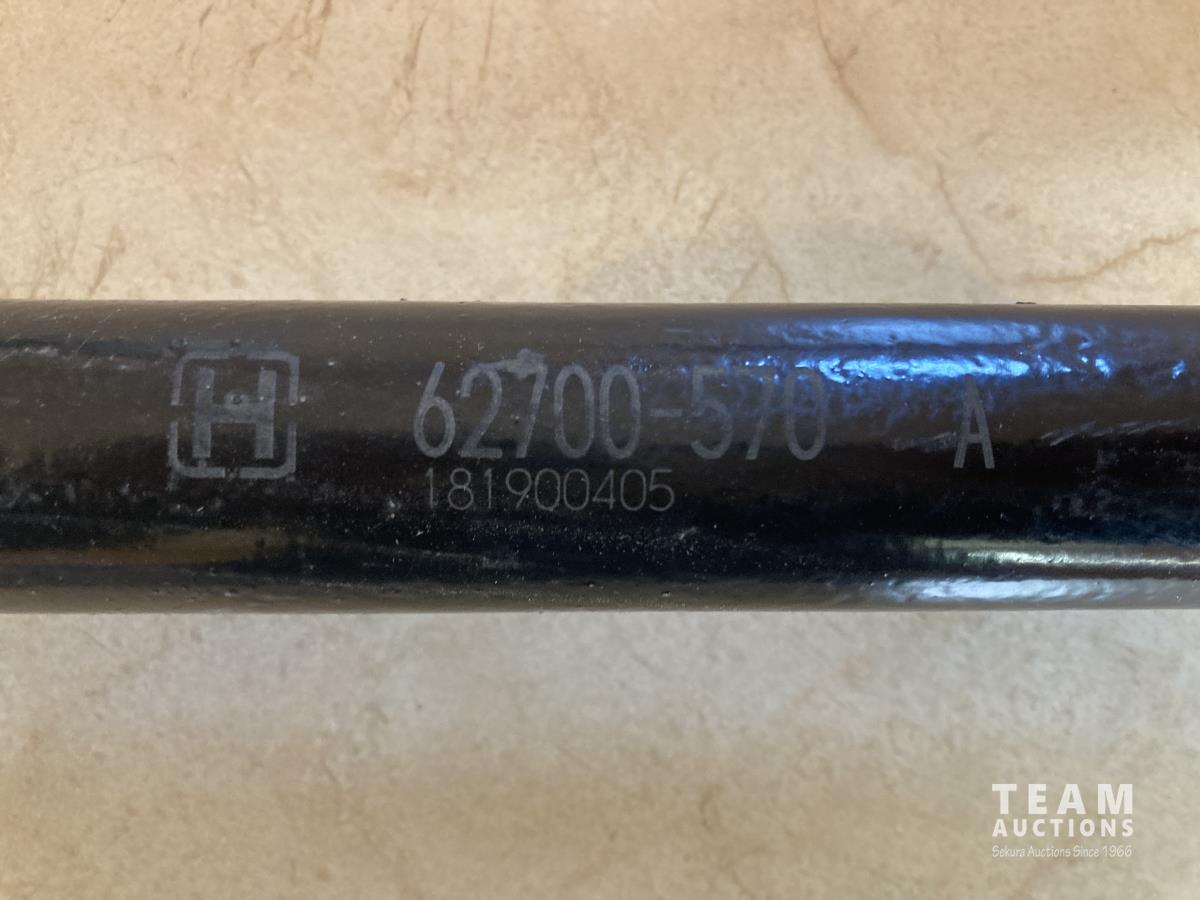 H 62700-570 A
181900405
TEAM
AUCTIONS
Sekura Auctions Since 1966